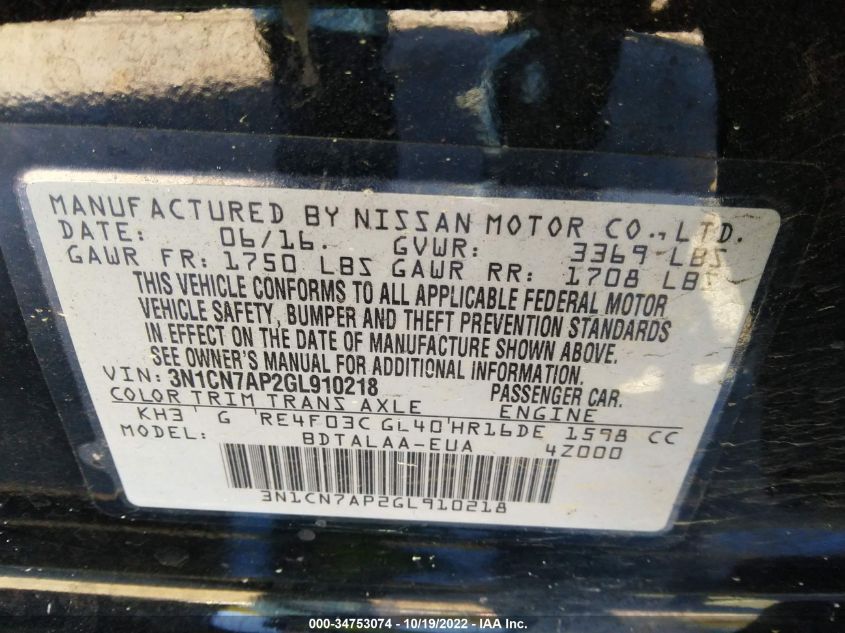 MANUFACTURED BY NISSAN MOTOR CO., LTD.
DATE: 06/16. GVWR: 3369 LBS
GAWR FR: 1750 LBS GAWR RR: 1708 LBS
THIS VEHICLE CONFORMS TO ALL APPLICABLE FEDERAL MOTOR
VEHICLE SAFETY, BUMPER AND THEFT PREVENTION STANDARDS
IN EFFECT ON THE DATE OF MANUFACTURE SHOWN ABOVE.
SEE OWNER'S MANUAL FOR ADDITIONAL INFORMATION.
VIN: 3N1CN7AP2GL910218 PASSENGER CAR.
COLOR TRIM TRANS AXLE ENGINE
KH3 G RE4F03C GL40 HR16DE 1598 CC
MODEL: BDTALAA-EUA 4Z000
3N1CN7AP2GL910218
000-34753074 - 10/19/2022 - IAA Inc.